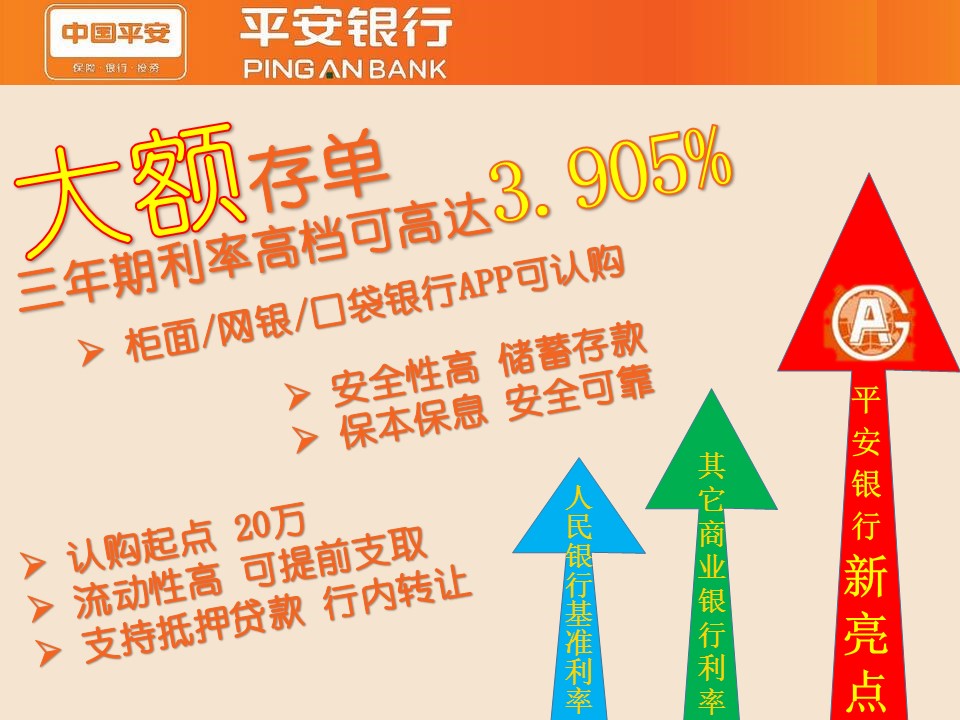 中国平安
保险·银行·投资
平安银行
PING AN BANK
大额存单
三年期利率高档可高达3.905%
柜面/网银/口袋银行APP可认购
安全性高 储蓄存款
保本保息 安全可靠
认购起点 20万
流动性高 可提前支取
支持抵押贷款 行内转让
人民银行基准利率
其它商业银行利率
平安银行新亮点